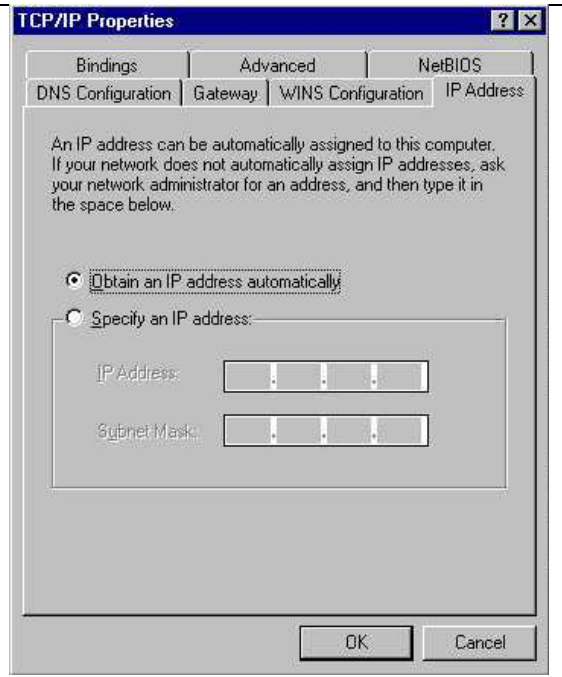 TCP/IP Properties
Bindings Advanced NetBIOS
DNS Configuration Gateway WINS Configuration IP Address
An IP address can be automatically assigned to this computer.
If your network does not automatically assign IP addresses, ask
your network administrator for an address, and then type it in
the space below.
Obtain an IP address automatically
Specify an IP address:
IP Address:
Subnet Mask:
OK Cancel